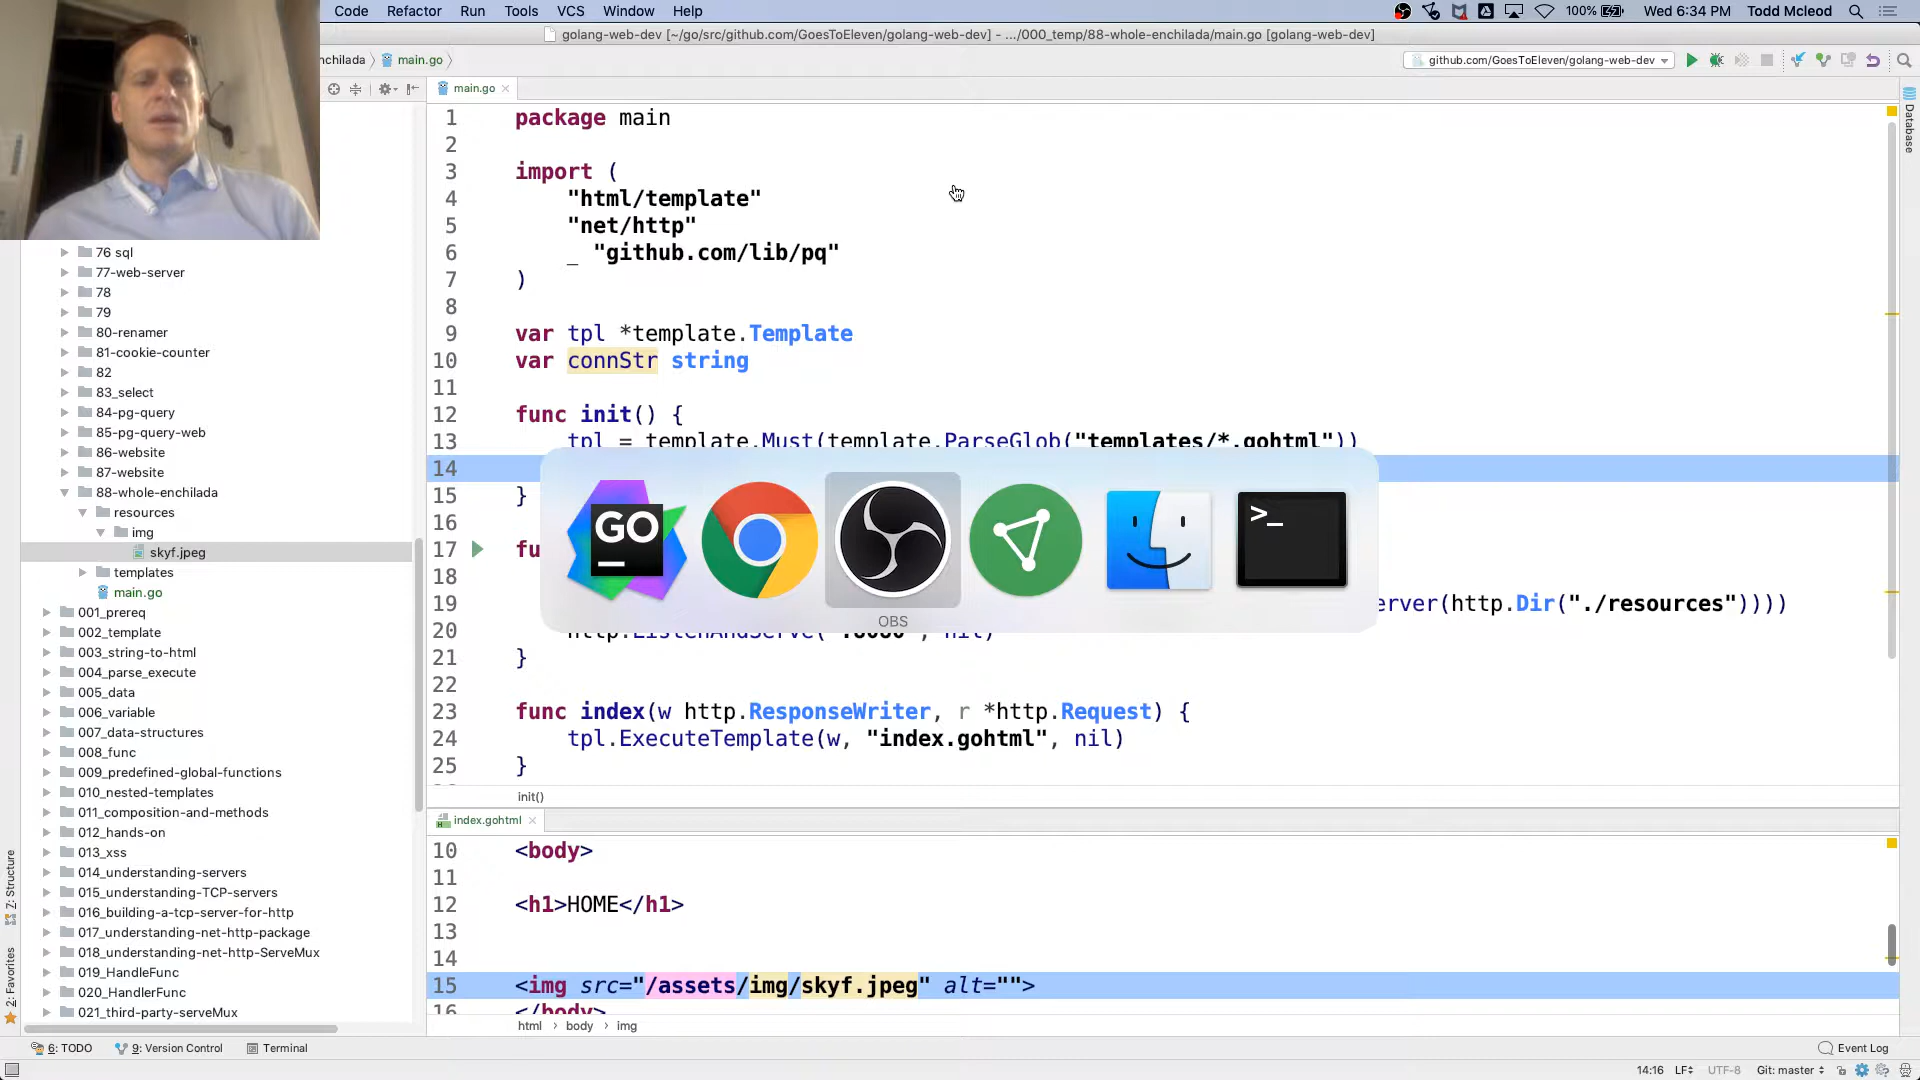 Code Refactor Run Tools VCS Window Help
100% Wed 6:34 PM Todd Mcleod
golang-web-dev [~/go/src/github.com/GoesToEleven/golang-web-dev] - .../000_temp/88-whole-enchilada/main.go [golang-web-dev]
nchilada main.go
github.com/GoesToEleven/golang-web-dev
main.go
Database
1 package main
2
3 import (
4 "html/template"
5 "net/http"
6 _ "github.com/lib/pq"
7 )
8
9 var tpl *template.Template
10 var connStr string
11
12 func init() {
13 tpl = template.Must(template.ParseGlob("templates/*.gohtml"))
14
15 }
16
17 fu
18
19 erver(http.Dir("./resources"))))
20 http.ListenAndServe(":8080", nil)
21 }
22
23 func index(w http.ResponseWriter, r *http.Request) {
24 tpl.ExecuteTemplate(w, "index.gohtml", nil)
25 }
init()
GO
>_
OBS
76 sql
77-web-server
78
79
80-renamer
81-cookie-counter
82
83_select
84-pg-query
85-pg-query-web
86-website
87-website
88-whole-enchilada
resources
img
skyf.jpeg
templates
main.go
001_prereq
002_template
003_string-to-html
004_parse_execute
005_data
006_variable
007_data-structures
008_func
009_predefined-global-functions
010_nested-templates
011_composition-and-methods
012_hands-on
013_xss
014_understanding-servers
015_understanding-TCP-servers
016_building-a-tcp-server-for-http
017_understanding-net-http-package
018_understanding-net-http-ServeMux
019_HandleFunc
020_HandlerFunc
021_third-party-serveMux
index.gohtml
10 <body>
11
12 <h1>HOME</h1>
13
14
15 <img src="/assets/img/skyf.jpeg" alt="">
16 </body>
html body img
Z: Structure
2: Favorites
6: TODO 9: Version Control Terminal
Event Log
14:16 LF UTF-8 Git: master